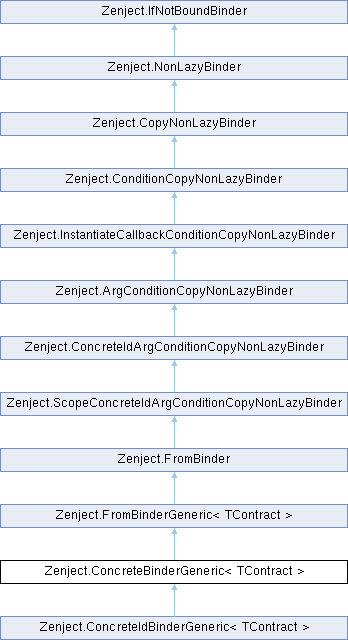 Zenject.IfNotBoundBinder
Zenject.NonLazyBinder
Zenject.CopyNonLazyBinder
Zenject.ConditionCopyNonLazyBinder
Zenject.InstantiateCallbackConditionCopyNonLazyBinder
Zenject.ArgConditionCopyNonLazyBinder
Zenject.ConcreteIdArgConditionCopyNonLazyBinder
Zenject.ScopeConcreteIdArgConditionCopyNonLazyBinder
Zenject.FromBinder
Zenject.FromBinderGeneric< TContract >
Zenject.ConcreteBinderGeneric< TContract >
Zenject.ConcreteIdBinderGeneric< TContract >